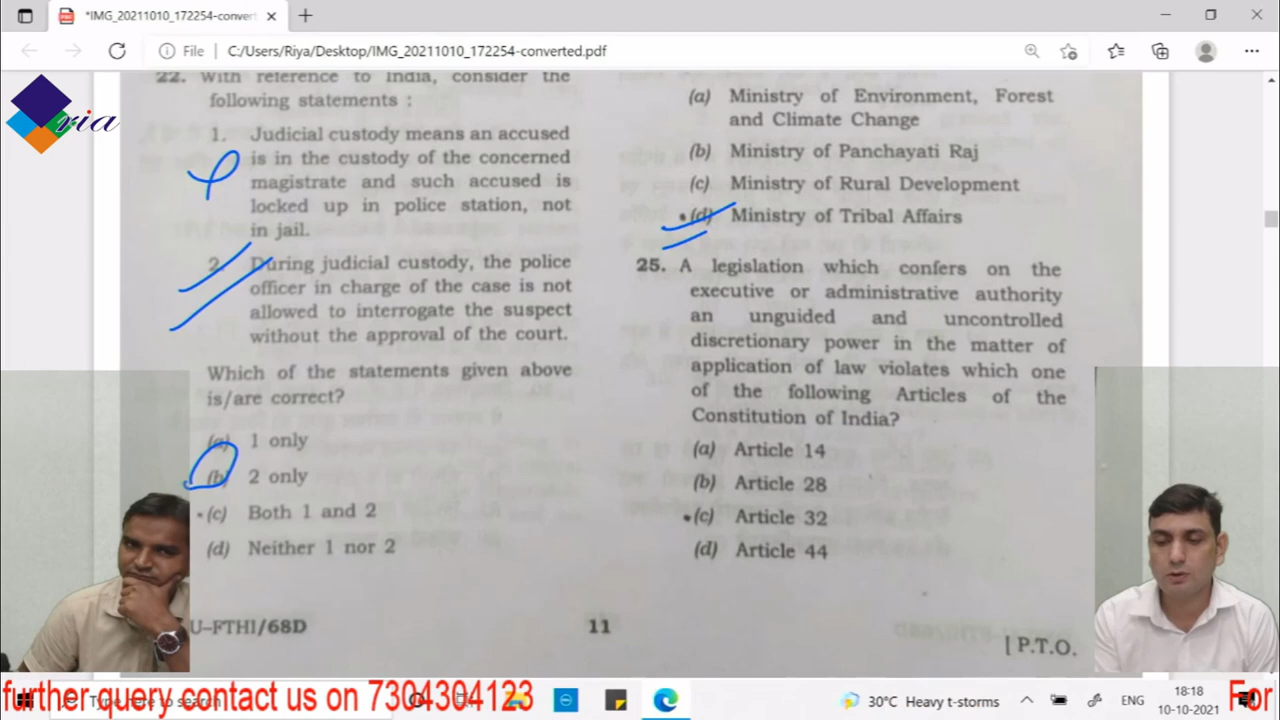 *IMG_20211010_172254-convert
File
C:/Users/Riya/Desktop/IMG_20211010_172254-converted.pdf
ria
22. With reference to India, consider the
following statements :
1. Judicial custody means an accused
is in the custody of the concerned
magistrate and such accused is
locked up in police station, not
in jail.
2. During judicial custody, the police
officer in charge of the case is not
allowed to interrogate the suspect
without the approval of the court.
Which of the statements given above
is/are correct?
(a) 1 only
(b) 2 only
(c) Both 1 and 2
(d) Neither 1 nor 2
U-FTHI/68D
11
(a) Ministry of Environment, Forest
and Climate Change
(b) Ministry of Panchayati Raj
(c) Ministry of Rural Development
(d) Ministry of Tribal Affairs
25. A legislation which confers on the
executive or administrative authority
an unguided and uncontrolled
discretionary power in the matter of
application of law violates which one
of the following Articles of the
Constitution of India?
(a) Article 14
(b) Article 28
(c) Article 32
(d) Article 44
[ P.T.O.
further query contact us on 7304304123
For
30°C Heavy t-storms
ENG
18:18
10-10-2021